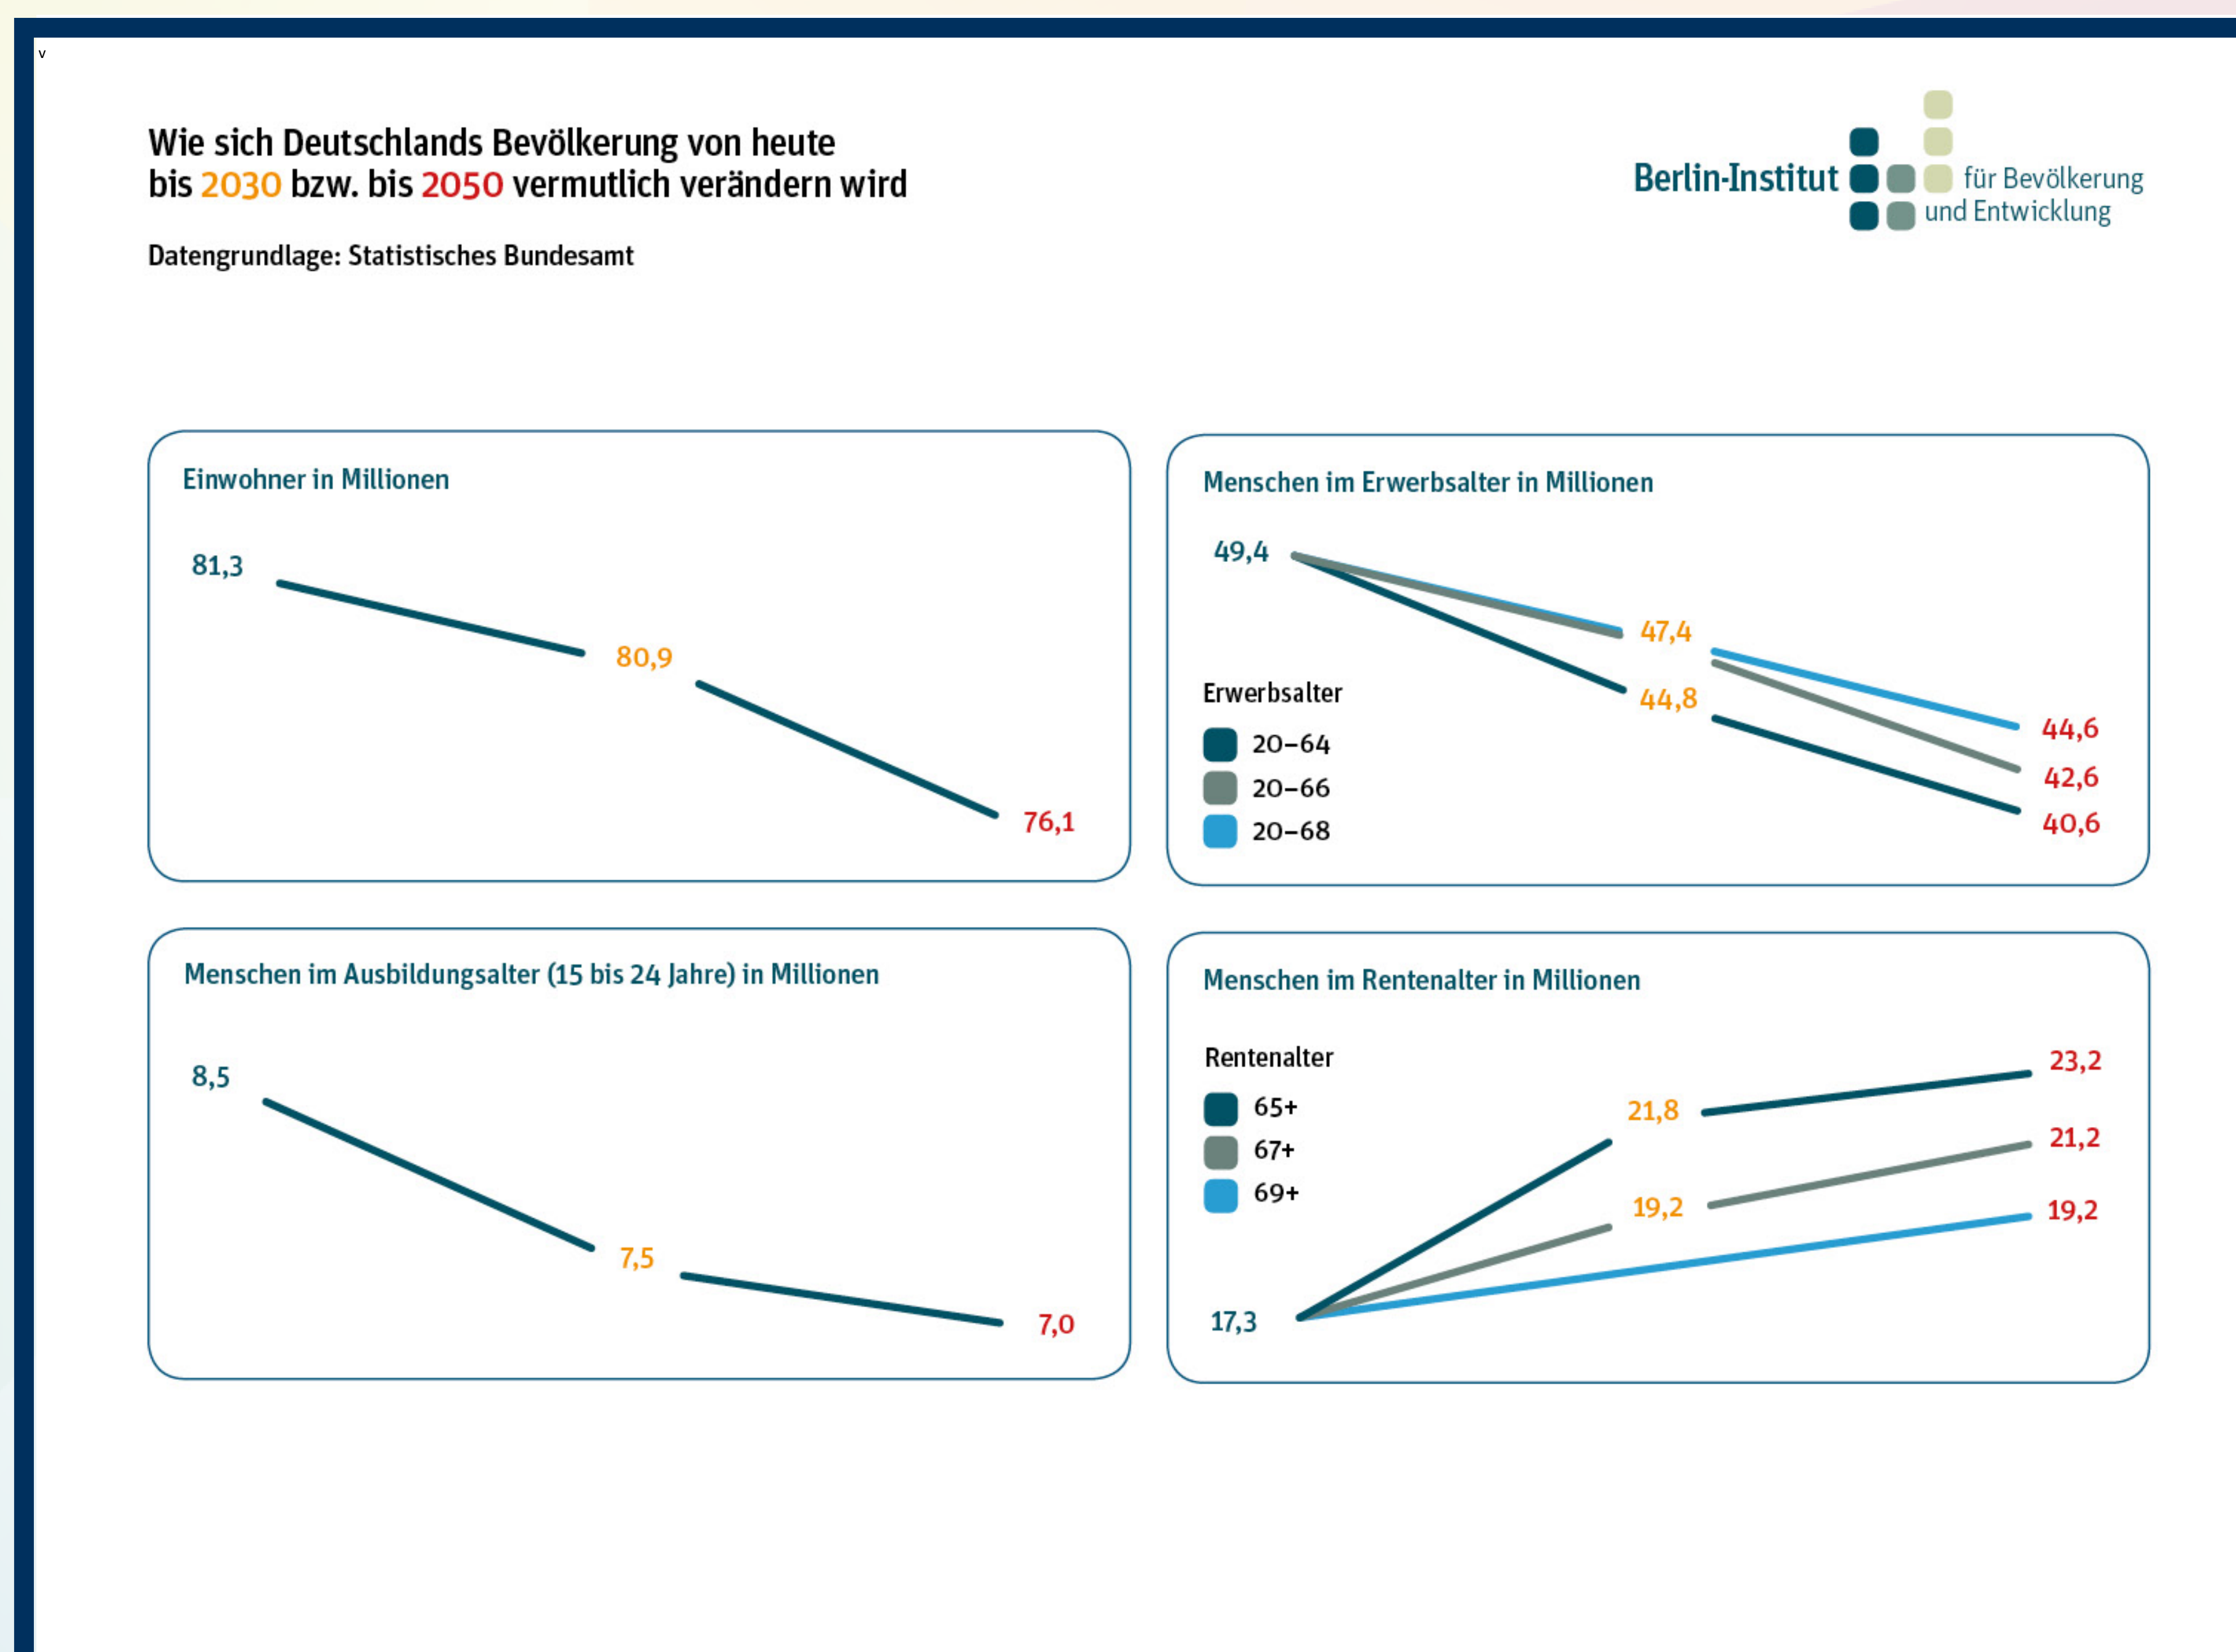 v
Wie sich Deutschlands Bevölkerung von heute
bis 2030 bzw. bis 2050 vermutlich verändern wird
Datengrundlage: Statistisches Bundesamt
Berlin-Institut für Bevölkerung
und Entwicklung
Einwohner in Millionen
81,3
80,9
76,1
Menschen im Erwerbsalter in Millionen
49,4
47,4
44,8
44,6
42,6
40,6
Erwerbsalter
20–64
20–66
20–68
Menschen im Ausbildungsalter (15 bis 24 Jahre) in Millionen
8,5
7,5
7,0
Menschen im Rentenalter in Millionen
Rentenalter
65+
67+
69+
17,3
21,8
19,2
23,2
21,2
19,2